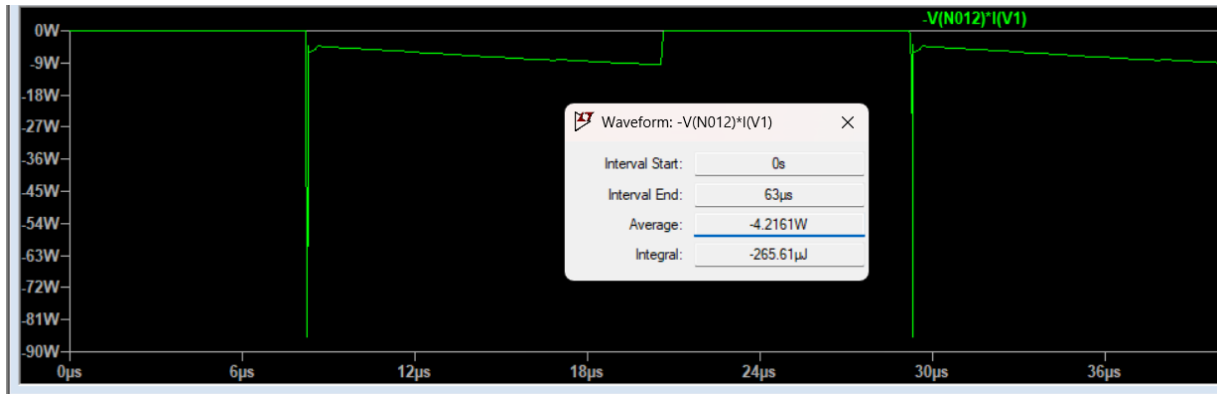 -V(N012)*I(V1)
0W
-9W
-18W
-27W
-36W
-45W
-54W
-63W
-72W
-81W
-90W
Waveform: -V(N012)*I(V1)
Interval Start: 0s
Interval End: 63µs
Average: -4.2161W
Integral: -265.61µJ
0µs 6µs 12µs 18µs 24µs 30µs 36µs